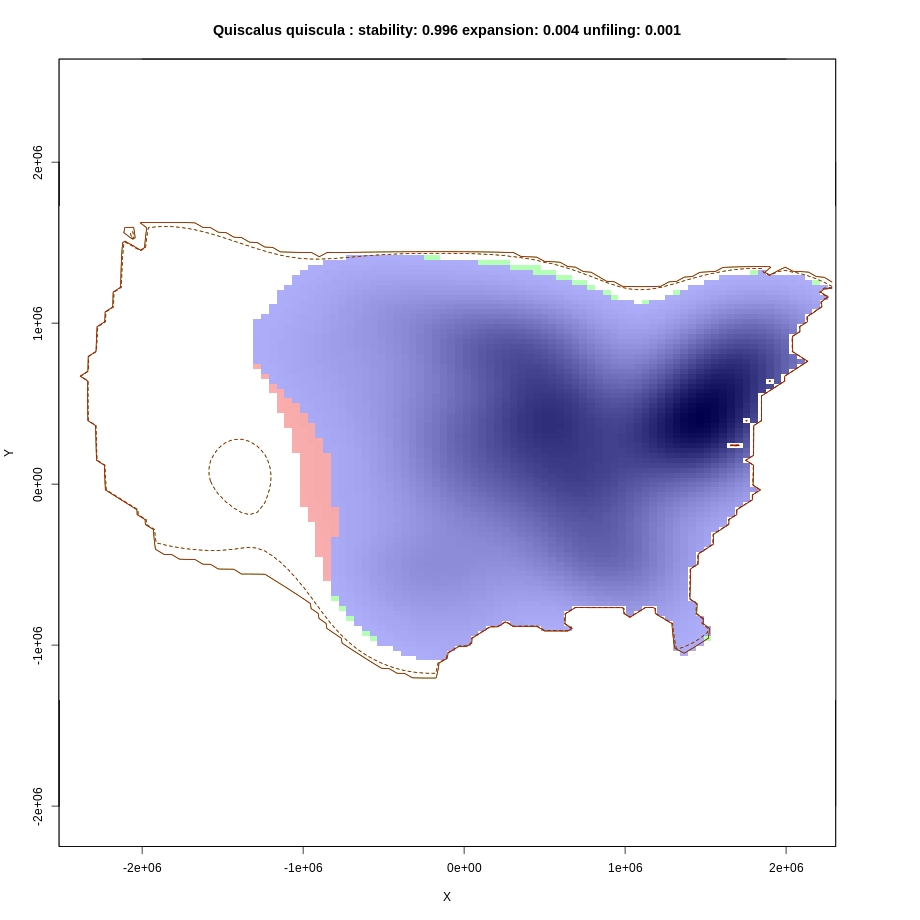 Quiscalus quiscula : stability: 0.996 expansion: 0.004 unfiling: 0.001
2e+06
1e+06
0e+00
-1e+06
-2e+06
Y
-2e+06 -1e+06 0e+00 1e+06 2e+06
X